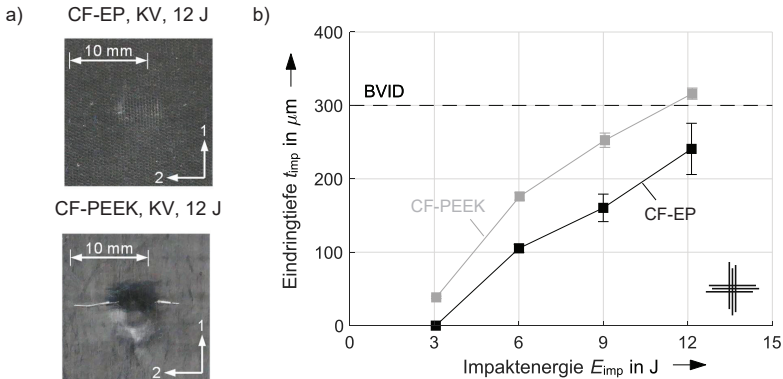 a)
CF-EP, KV, 12 J
10 mm
1
2
CF-PEEK, KV, 12 J
10 mm
1
2
b)
400
300
200
100
0
Eindringtiefe timp in μm
BVID
CF-PEEK
CF-EP
0 3 6 9 12 15
Impaktenergie Eimp in J